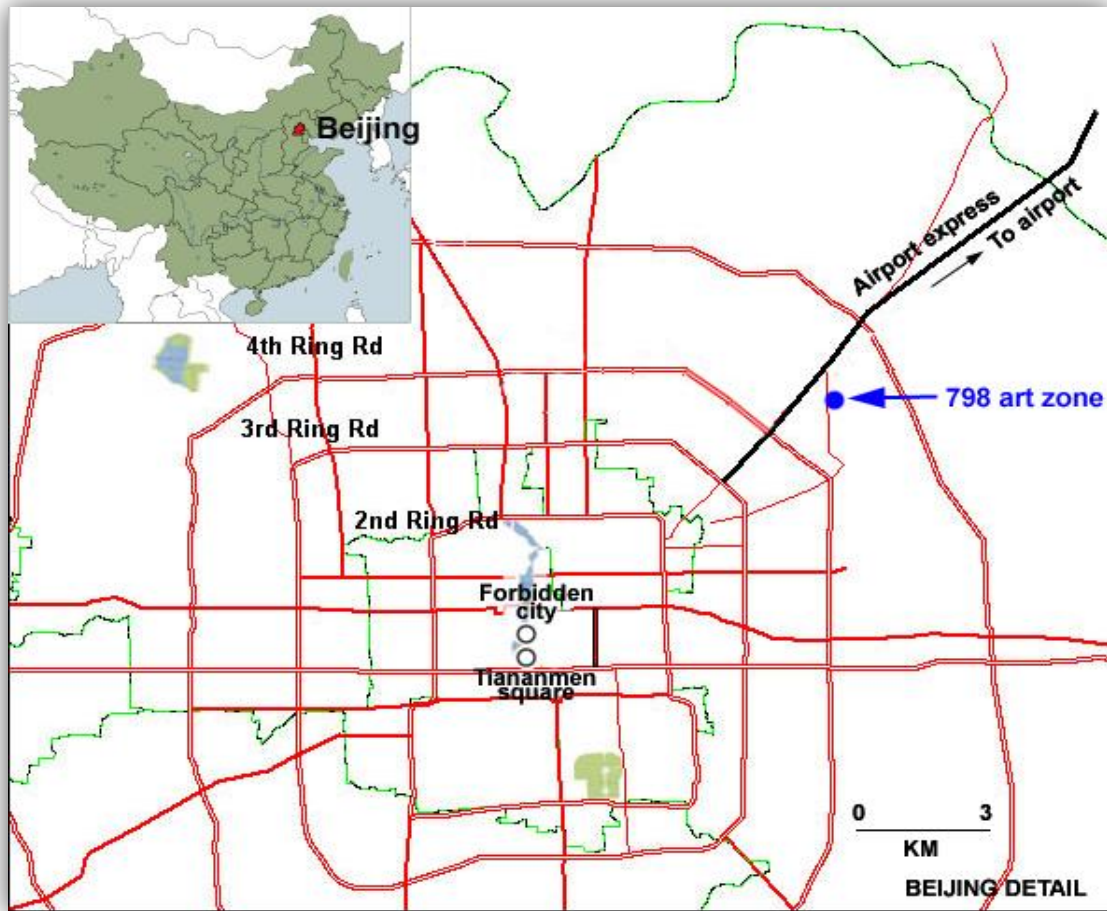 Beijing
Airport express
To airport
4th Ring Rd
798 art zone
3rd Ring Rd
2nd Ring Rd
Forbidden
city
Tiananmen
square
0 3
KM
BEIJING DETAIL